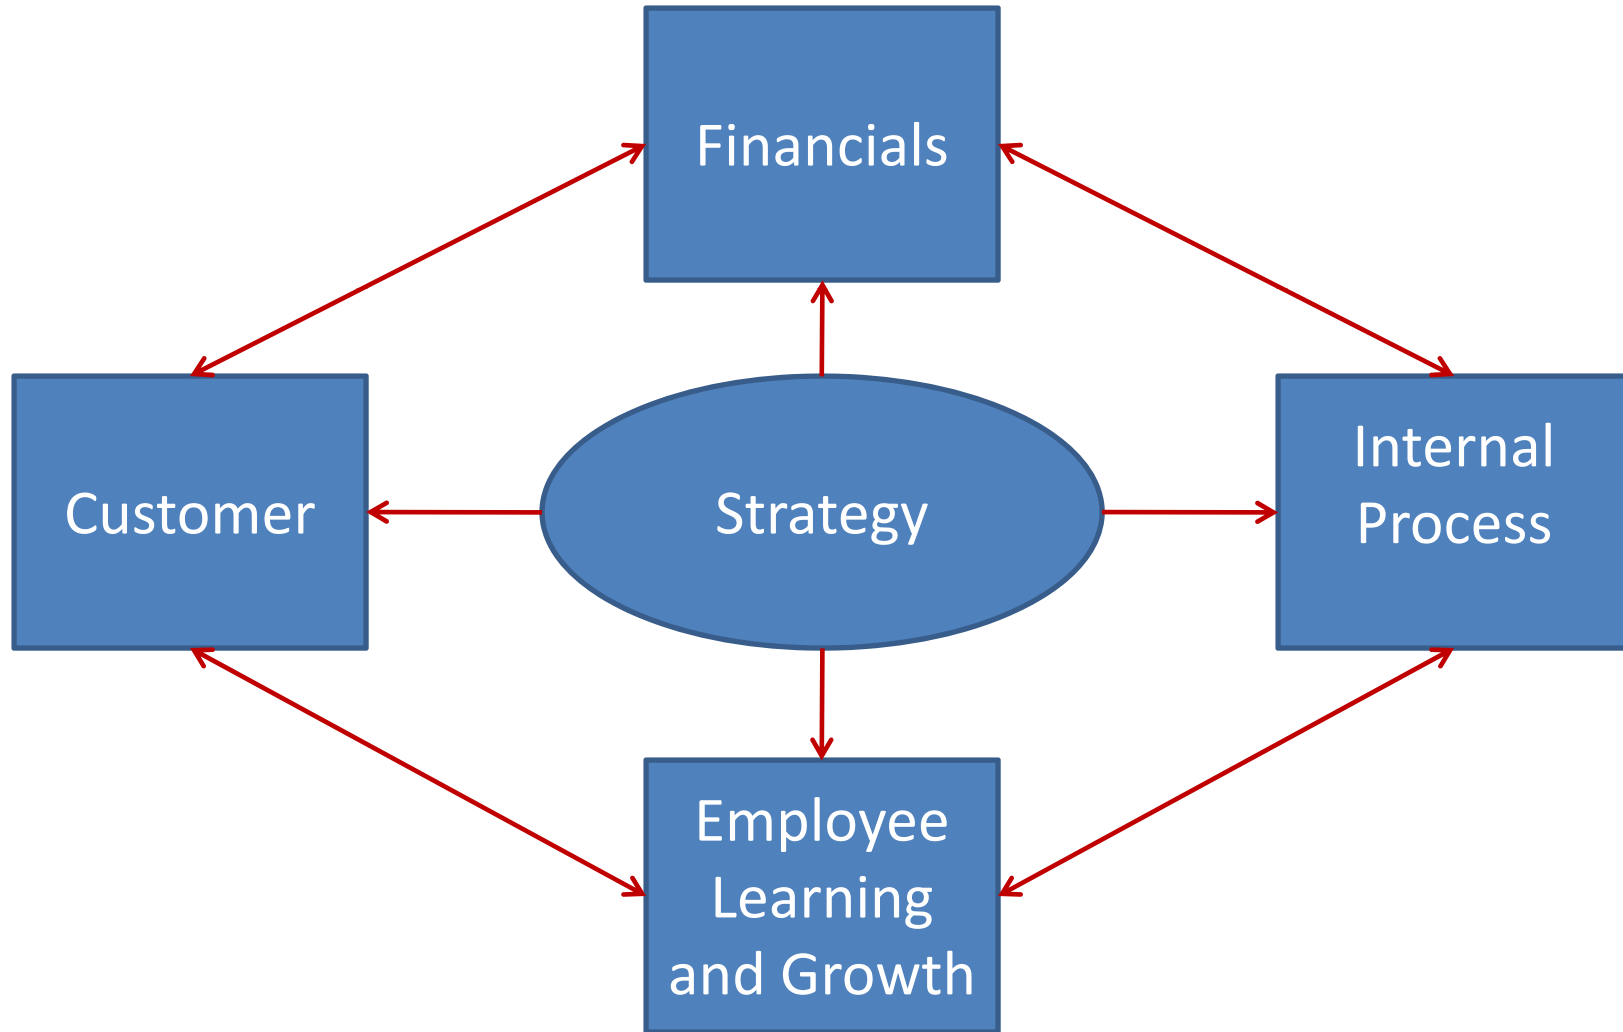 Financials
Customer
Strategy
Internal
Process
Employee
Learning
and Growth